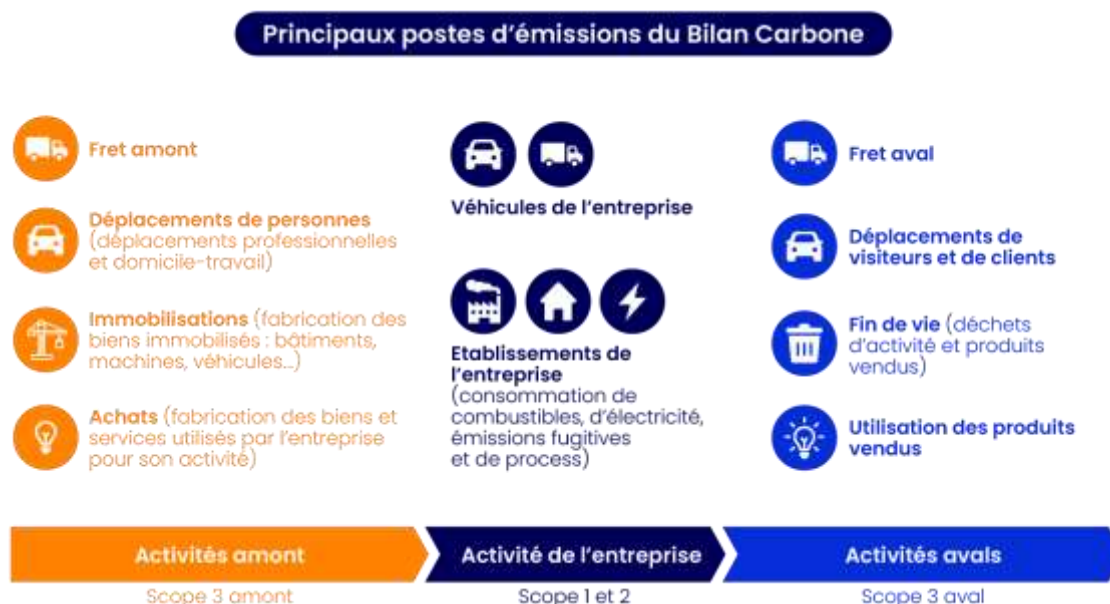 Principaux postes d'émissions du Bilan Carbone
Fret amont
Déplacements de personnes
(déplacements professionnelles
et domicile-travail)
Immobilisations (fabrication des
biens immobilisés : bâtiments,
machines, véhicules...)
Achats (fabrication des biens et
services utilisés par l'entreprise
pour son activité)
Véhicules de l'entreprise
Etablissements de
l'entreprise
(consommation de
combustibles, d'électricité,
émissions fugitives
et de process)
Fret aval
Déplacements de
visiteurs et de clients
Fin de vie (déchets
d'activité et produits
vendus)
Utilisation des produits
vendus
Activités amont
Activité de l'entreprise
Activités avals
Scope 3 amont
Scope 1 et 2
Scope 3 aval